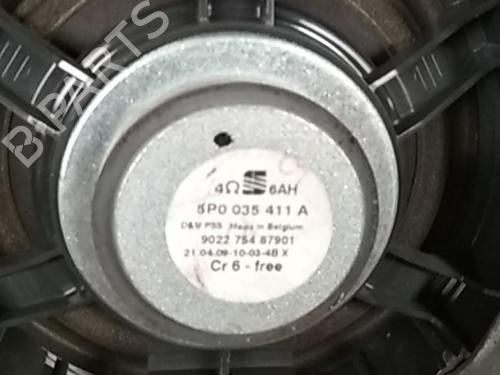 4Ω 6AH
5P0 035 411 A
D&M PSS Made in Belgium
9022 754 87901
21.04.09-10-03-4B X
Cr 6 - free
B-PARTS